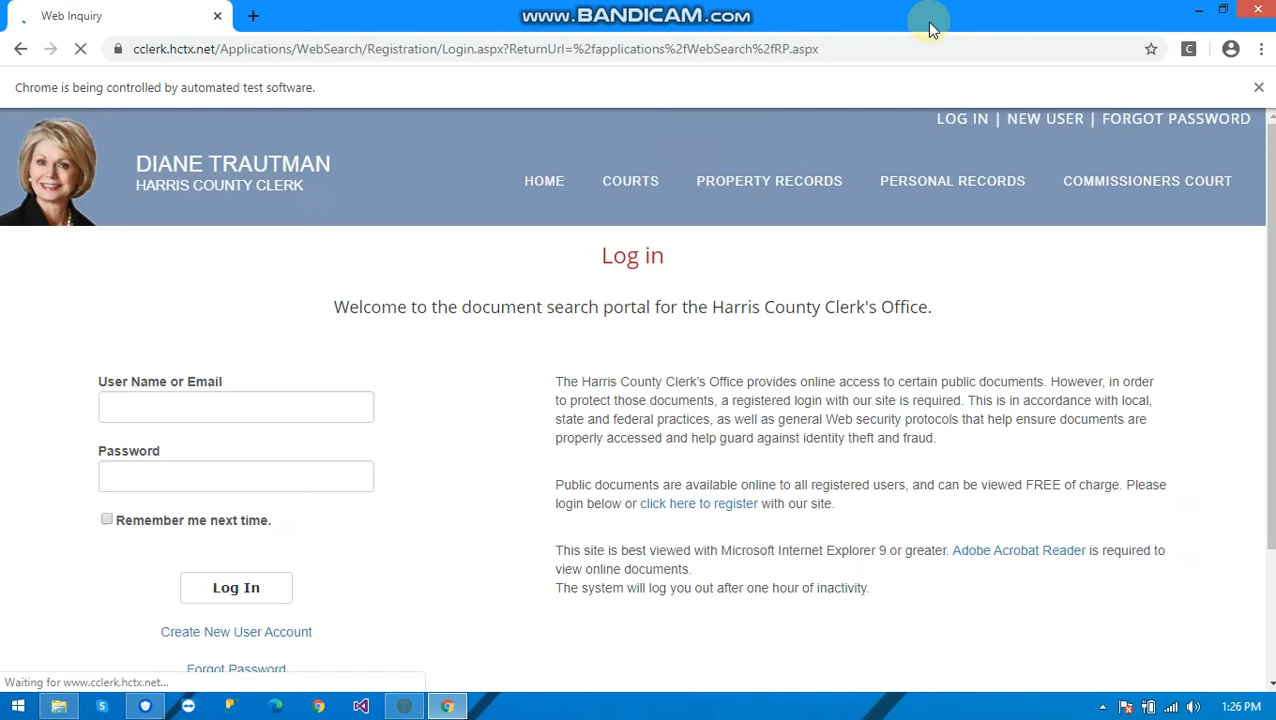 Web Inquiry
www.BANDICAM.com
cclerk.hctx.net/Applications/WebSearch/Registration/Login.aspx?ReturnUrl=%2fapplications%2fWebSearch%2fRP.aspx
C
Chrome is being controlled by automated test software.
LOG IN | NEW USER | FORGOT PASSWORD
DIANE TRAUTMAN
HARRIS COUNTY CLERK
HOME COURTS PROPERTY RECORDS PERSONAL RECORDS COMMISSIONERS COURT
Log in
Welcome to the document search portal for the Harris County Clerk's Office.
User Name or Email
Password
Remember me next time.
Log In
Create New User Account
Forgot Password
The Harris County Clerk's Office provides online access to certain public documents. However, in order
to protect those documents, a registered login with our site is required. This is in accordance with local,
state and federal practices, as well as general Web security protocols that help ensure documents are
properly accessed and help guard against identity theft and fraud.
Public documents are available online to all registered users, and can be viewed FREE of charge. Please
login below or click here to register with our site.
This site is best viewed with Microsoft Internet Explorer 9 or greater. Adobe Acrobat Reader is required to
view online documents.
The system will log you out after one hour of inactivity.
Waiting for www.cclerk.hctx.net...
1:26 PM